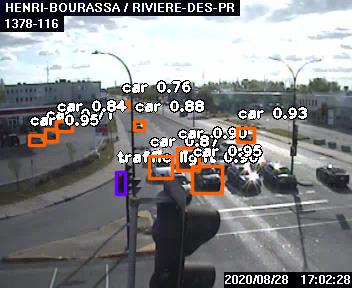 HENRI-BOURASSA / RIVIERE-DES-PR
1378-116
car 0.76
car 0.84
car 0.88
car 0.93
car 0.95
car 0.87
car 0.95
2020/08/28 17:02:28